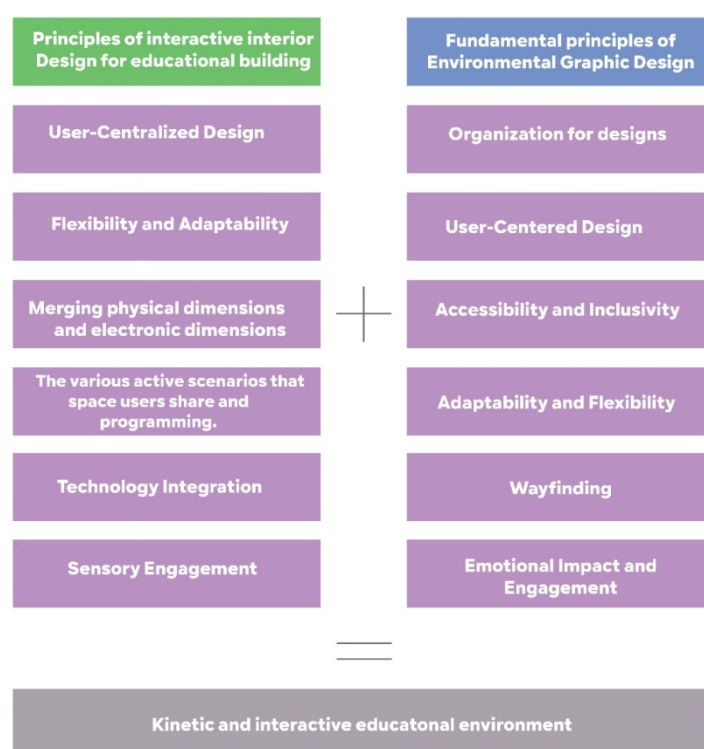 Principles of interactive interior
Design for educational building
User-Centralized Design
Flexibility and Adaptability
Merging physical dimensions
and electronic dimensions
The various active scenarios that
space users share and
programming.
Technology Integration
Sensory Engagement
+
Fundamental principles of
Environmental Graphic Design
Organization for designs
User-Centered Design
Accessibility and Inclusivity
Adaptability and Flexibility
Wayfinding
Emotional Impact and
Engagement
=
Kinetic and interactive educatonal environment